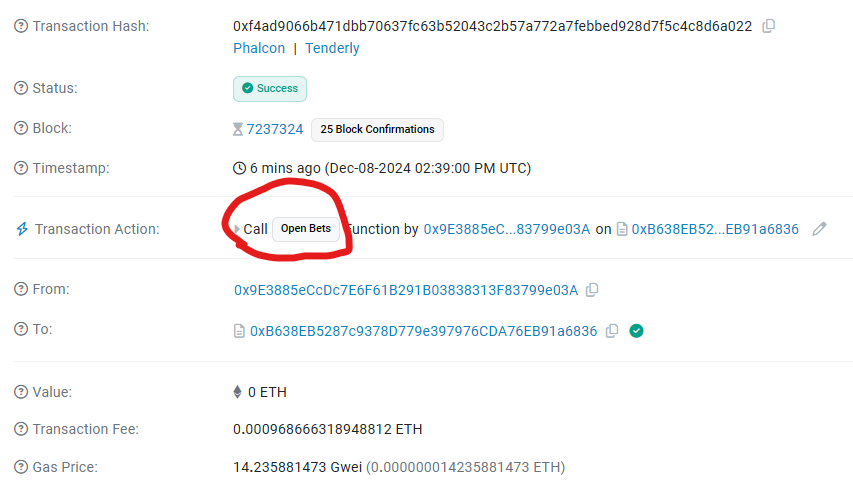 Transaction Hash: 0xf4ad9066b471dbb70637fc63b52043c2b57a772a7febbed928d7f5c4c8d6a022
Phalcon | Tenderly
Status: Success
Block: 7237324 25 Block Confirmations
Timestamp: 6 mins ago (Dec-08-2024 02:39:00 PM UTC)
Transaction Action: Call Open Bets Function by 0x9E3885eC...83799e03A on 0xB638EB52...EB91a6836
From: 0x9E3885eCcDc7E6F61B291B03838313F83799e03A
To: 0xB638EB5287c9378D779e397976CDA76EB91a6836
Value: 0 ETH
Transaction Fee: 0.000968666318948812 ETH
Gas Price: 14.235881473 Gwei (0.000000014235881473 ETH)